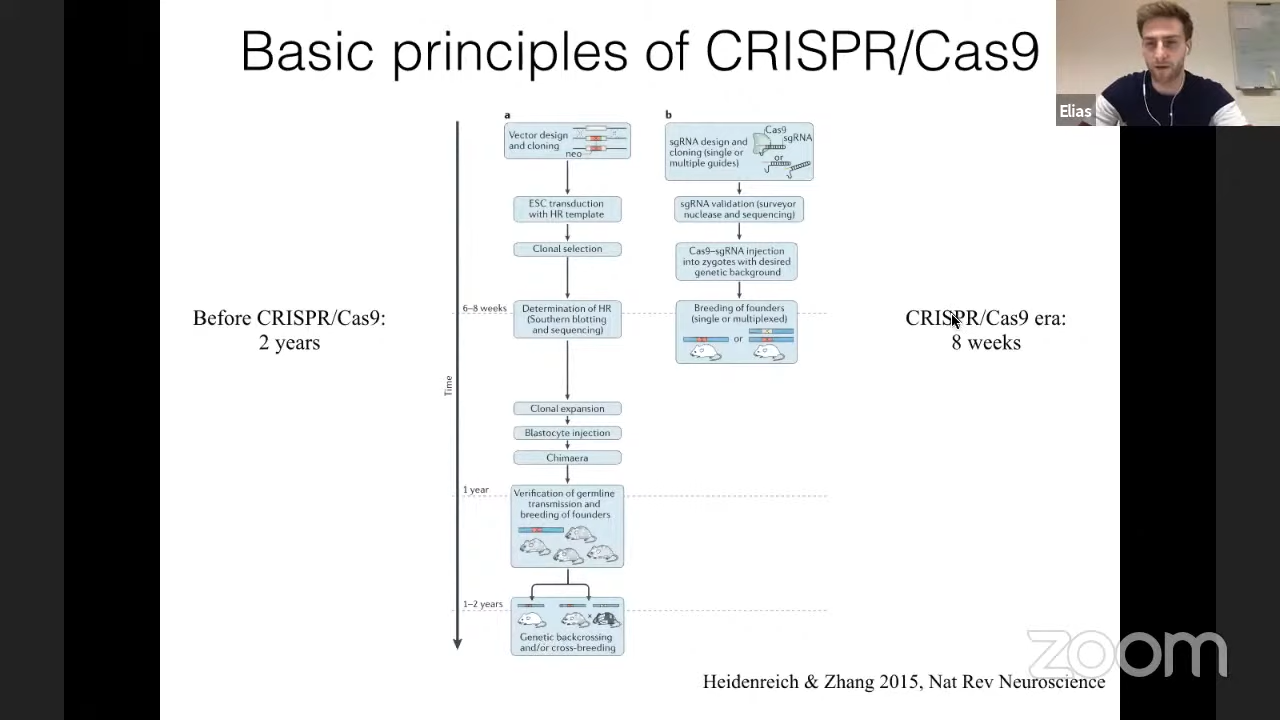 Basic principles of CRISPR/Cas9
Elias
a
Vector design
and cloning
neo
ESC transduction
with HR template
Clonal selection
6–8 weeks
Determination of HR
(Southern blotting
and sequencing)
Clonal expansion
Blastocyte injection
Chimaera
1 year
Verification of germline
transmission and
breeding of founders
1–2 years
Genetic backcrossing
and/or cross-breeding
Time
b
sgRNA design and
cloning (single or
multiple guides)
Cas9
sgRNA
or
sgRNA validation (surveyor
nuclease and sequencing)
Cas9–sgRNA injection
into zygotes with desired
genetic background
Breeding of founders
(single or multiplexed)
or
Before CRISPR/Cas9:
2 years
CRISPR/Cas9 era:
8 weeks
Heidenreich & Zhang 2015, Nat Rev Neuroscience
zoom